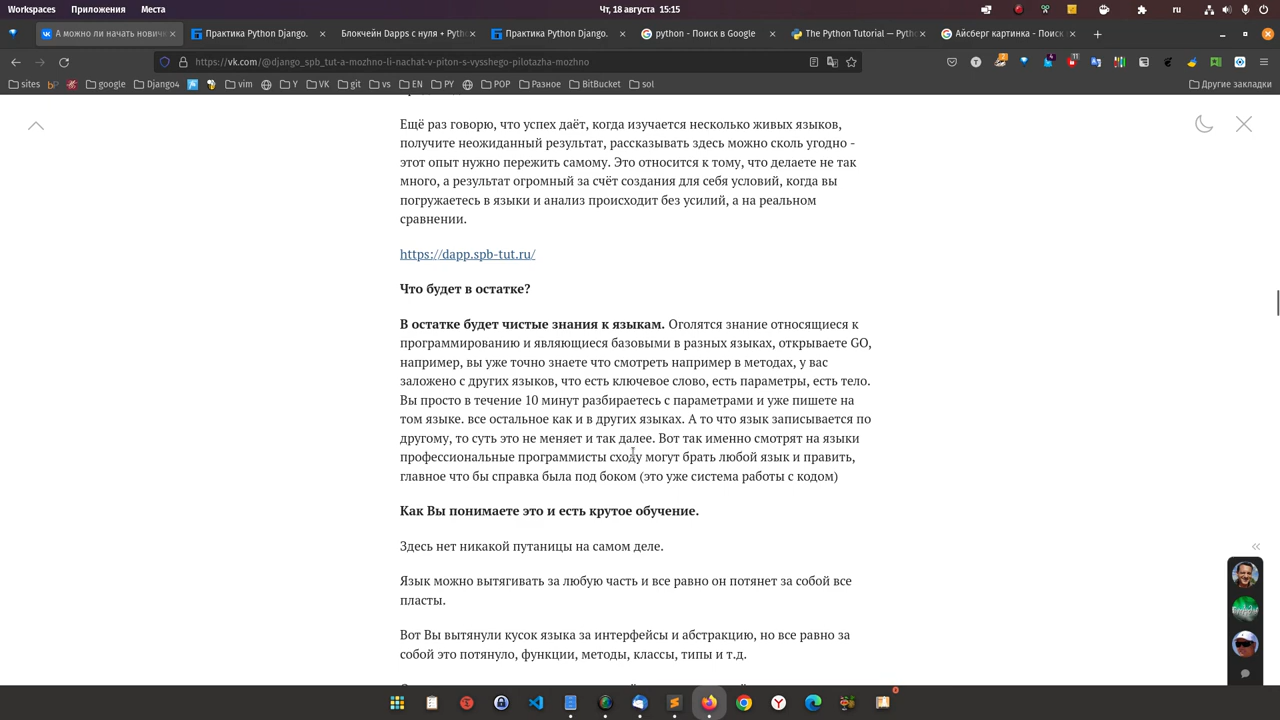 Workspaces Приложения Места Чт, 18 августа 15:15 ru
А можно ли начать новичк Практика Python Django. Блокчейн Dapps с нуля + Pyth Практика Python Django. python - Поиск в Google The Python Tutorial — Pyth Айсберг картинка - Поиск
https://vk.com/@django_spb_tut-a-mozhno-li-nachat-v-piton-s-vysshego-pilotazha-mozhno
sites google Django4 vim Y VK git vs EN PY POP Разное BitBucket sol Другие закладки
Ещё раз говорю, что успех даёт, когда изучается несколько живых языков,
получите неожиданный результат, рассказывать здесь можно сколь угодно -
этот опыт нужно пережить самому. Это относится к тому, что делаете не так
много, а результат огромный за счёт создания для себя условий, когда вы
погружаетесь в языки и анализ происходит без усилий, а на реальном
сравнении.
https://dapp.spb-tut.ru/
Что будет в остатке?
В остатке будет чистые знания к языкам. Оголятся знание относящиеся к
программированию и являющиеся базовыми в разных языках, открываете GO,
например, вы уже точно знаете что смотреть например в методах, у вас
заложено с других языков, что есть ключевое слово, есть параметры, есть тело.
Вы просто в течение 10 минут разбираетесь с параметрами и уже пишете на
том языке. все остальное как и в других языках. А то что язык записывается по
другому, то суть это не меняет и так далее. Вот так именно смотрят на языки
профессиональные программисты сходу могут брать любой язык и править,
главное что бы справка была под боком (это уже система работы с кодом)
Как Вы понимаете это и есть крутое обучение.
Здесь нет никакой путаницы на самом деле.
Язык можно вытягивать за любую часть и все равно он потянет за собой все
пласты.
Вот Вы вытянули кусок языка за интерфейсы и абстракцию, но все равно за
собой это потянуло, функции, методы, классы, типы и т.д.